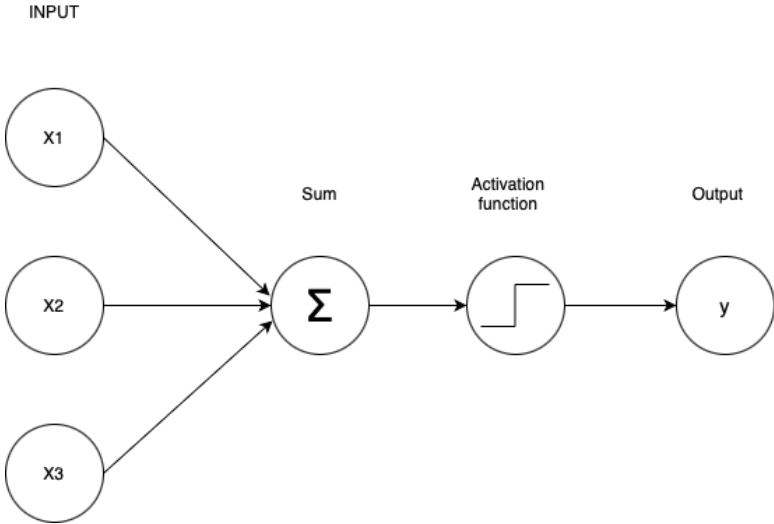 INPUT
X1
Sum
Activation
function
Output
X2
Σ
y
X3